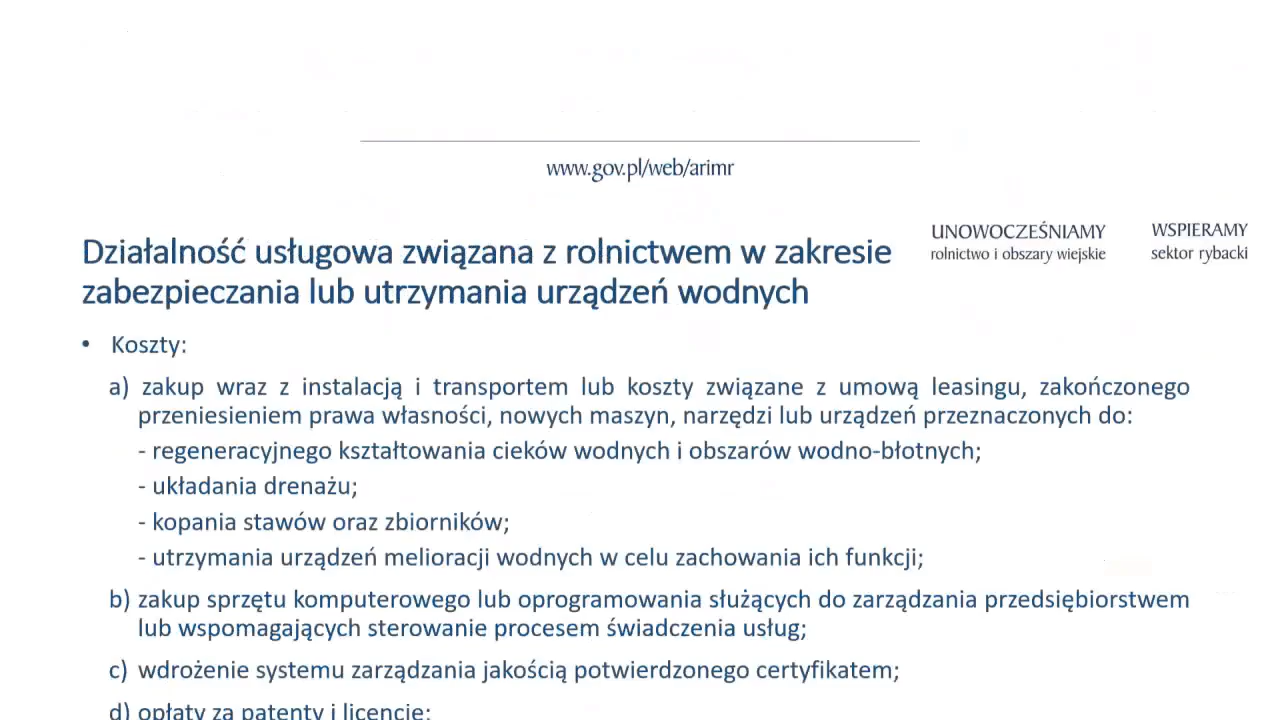 www.gov.pl/web/arimr
UNOWOCZEŚNIAMY
rolnictwo i obszary wiejskie
WSPIERAMY
sektor rybacki
Działalność usługowa związana z rolnictwem w zakresie
zabezpieczania lub utrzymania urządzeń wodnych
• Koszty:
a) zakup wraz z instalacją i transportem lub koszty związane z umową leasingu, zakończonego
przeniesieniem prawa własności, nowych maszyn, narzędzi lub urządzeń przeznaczonych do:
- regeneracyjnego kształtowania cieków wodnych i obszarów wodno-błotnych;
- układania drenażu;
- kopania stawów oraz zbiorników;
- utrzymania urządzeń melioracji wodnych w celu zachowania ich funkcji;
b) zakup sprzętu komputerowego lub oprogramowania służących do zarządzania przedsiębiorstwem
lub wspomagających sterowanie procesem świadczenia usług;
c) wdrożenie systemu zarządzania jakością potwierdzonego certyfikatem;
d) opłaty za patenty i licencje;